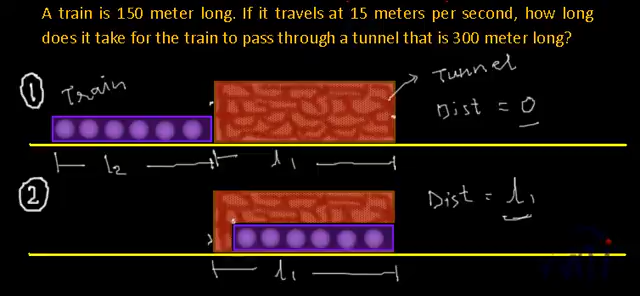 A train is 150 meter long. If it travels at 15 meters per second, how long
does it take for the train to pass through a tunnel that is 300 meter long?
① Train
Tunnel
Dist = 0
l₂ l₁
②
Dist = l₁
l₁